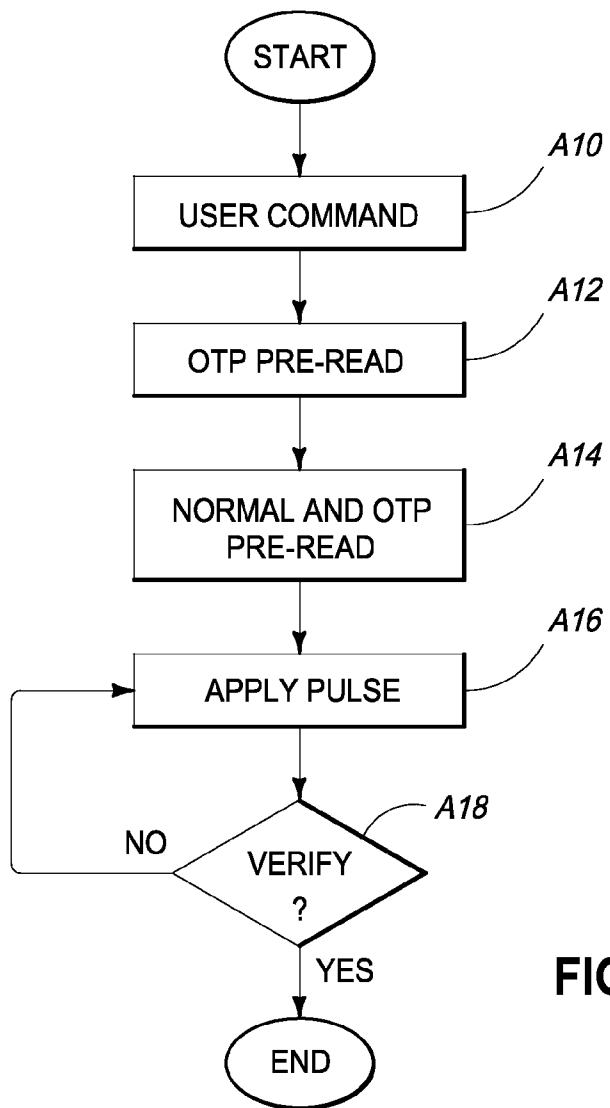 START
A10
USER COMMAND
A12
OTP PRE-READ
A14
NORMAL AND OTP
PRE-READ
A16
APPLY PULSE
A18
NO
VERIFY
?
YES
FIG
END